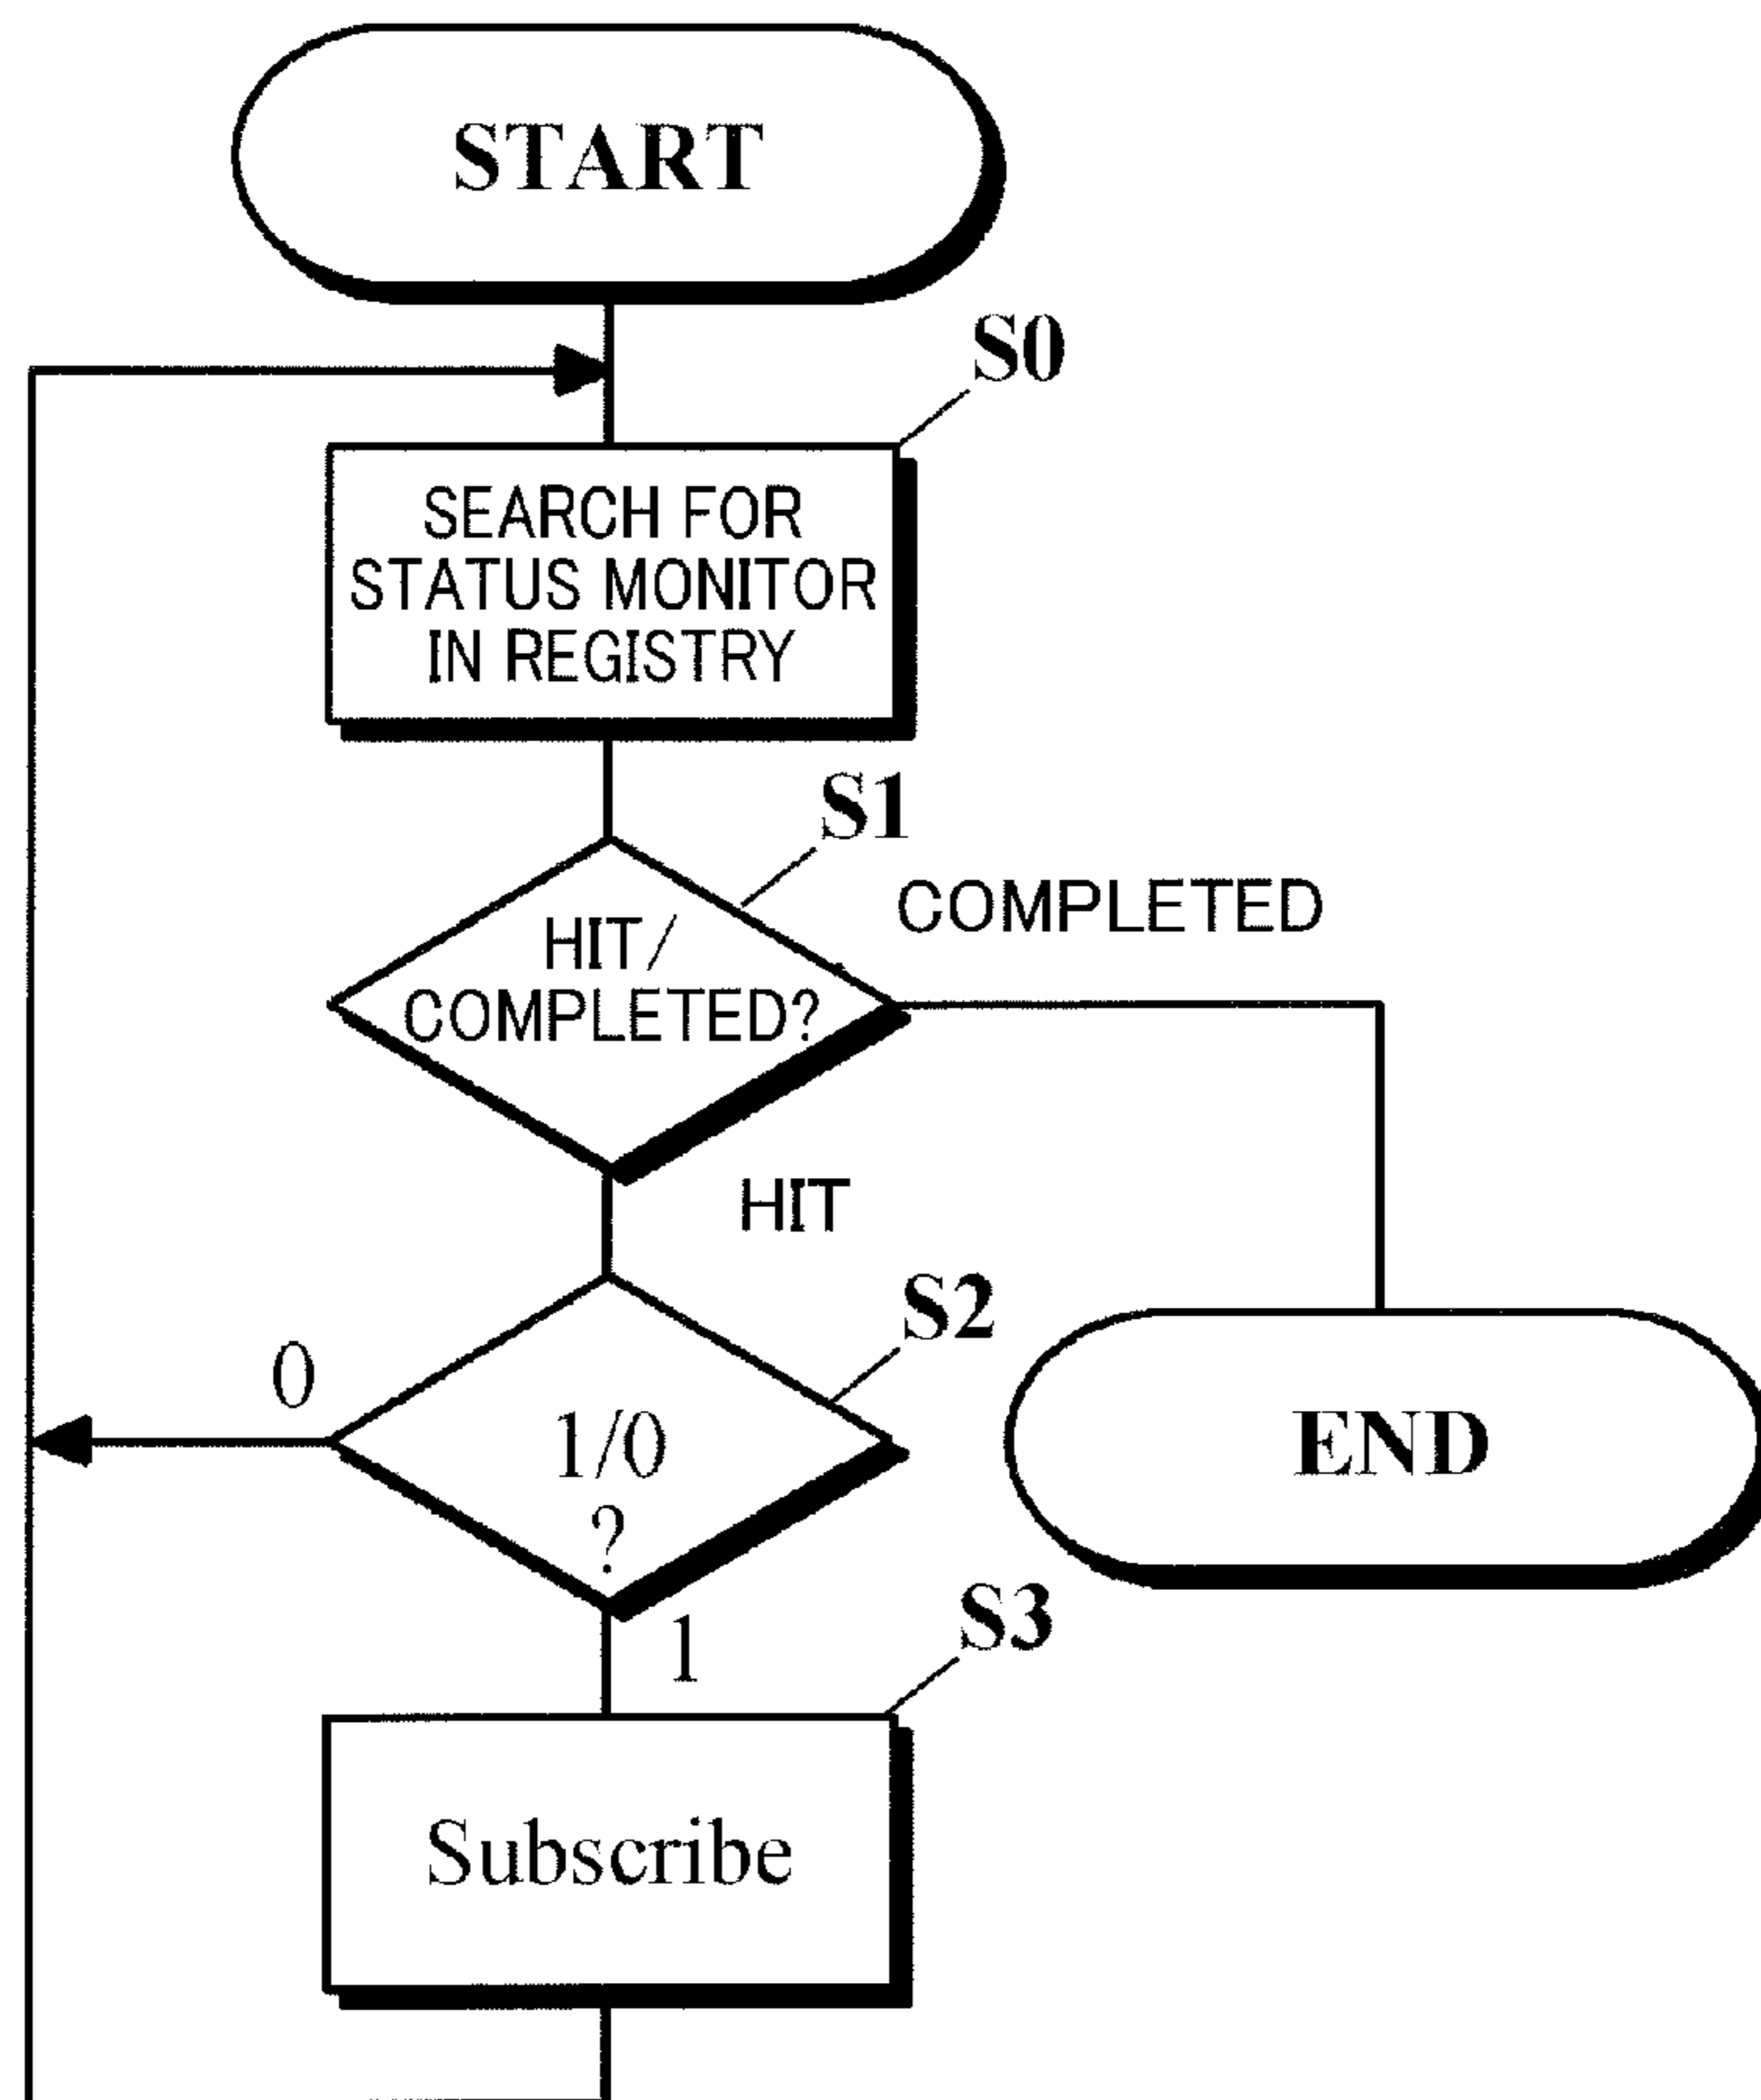 START
S0
SEARCH FOR
STATUS MONITOR
IN REGISTRY
S1
COMPLETED
HIT/
COMPLETED?
HIT
S2
0
1/0
?
END
1
S3
Subscribe